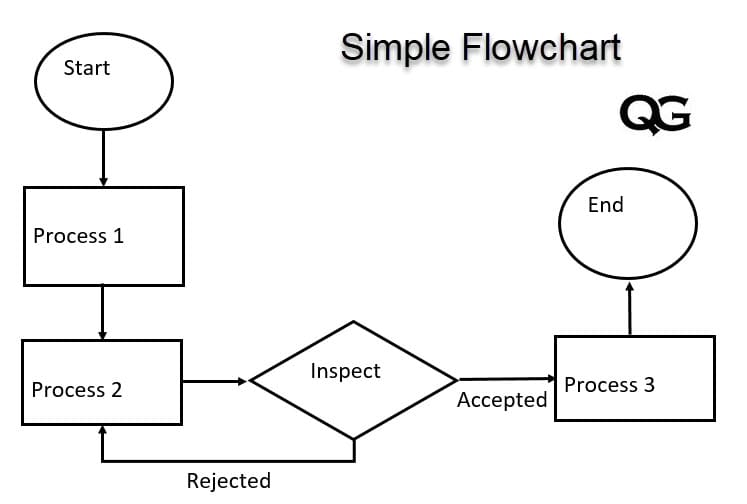 Simple Flowchart
QG
Start
Process 1
Process 2
Inspect
Rejected
Accepted
Process 3
End